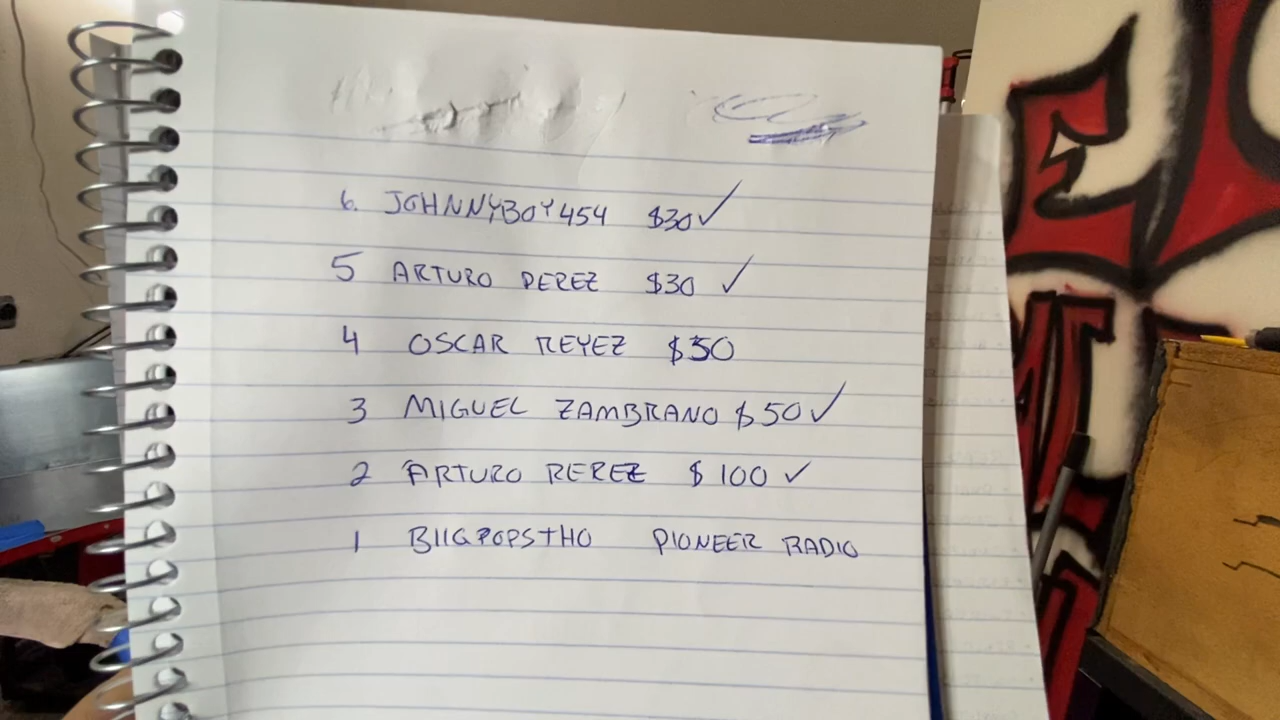 6. JOHNNYBOY454 $30✓
5 ARTURO PEREZ $30 ✓
4 OSCAR REYEZ $50
3 MIGUEL ZAMBRANO $50✓
2 ARTURO PEREZ $100 ✓
1 BIIGPOPSTHO PIONEER RADIO